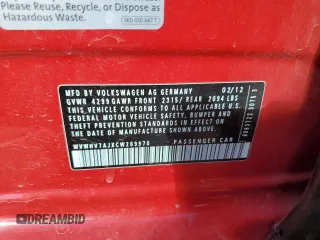 Please Reuse, Recycle, or Dispose as
Hazardous Waste.
MFD. BY VOLKSWAGEN AG GERMANY 02/12
GVWR 4299 GAWR FRONT 2315/ REAR 2094 LBS
THIS VEHICLE CONFORMS TO ALL APPLICABLE U.S.
FEDERAL MOTOR VEHICLE SAFETY, BUMPER AND
THEFT PREVENTION STANDARDS IN EFFECT ON THE
DATE OF MANUFACTURE SHOWN ABOVE
PASSENGER CAR
DREAMBID